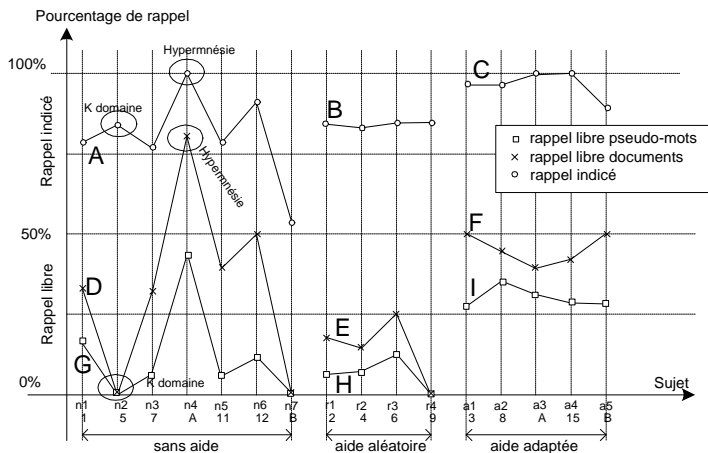 Pourcentage de rappel
Hypermnésie
100%
C
K domaine
B
A
Rappel indicé
rappel libre pseudo-mots
rappel libre documents
rappel indicé
Hypermnésie
50%
F
D
I
E
Rappel libre
G
H
K domaine
0%
Sujet
n1 n2 n3 n4 n5 n6 n7 r1 r2 r3 r4 a1 a2 a3 a4 a5
1 5 7 A 11 12 B 2 4 6 9 3 8 A 15 B
sans aide aide aléatoire aide adaptée